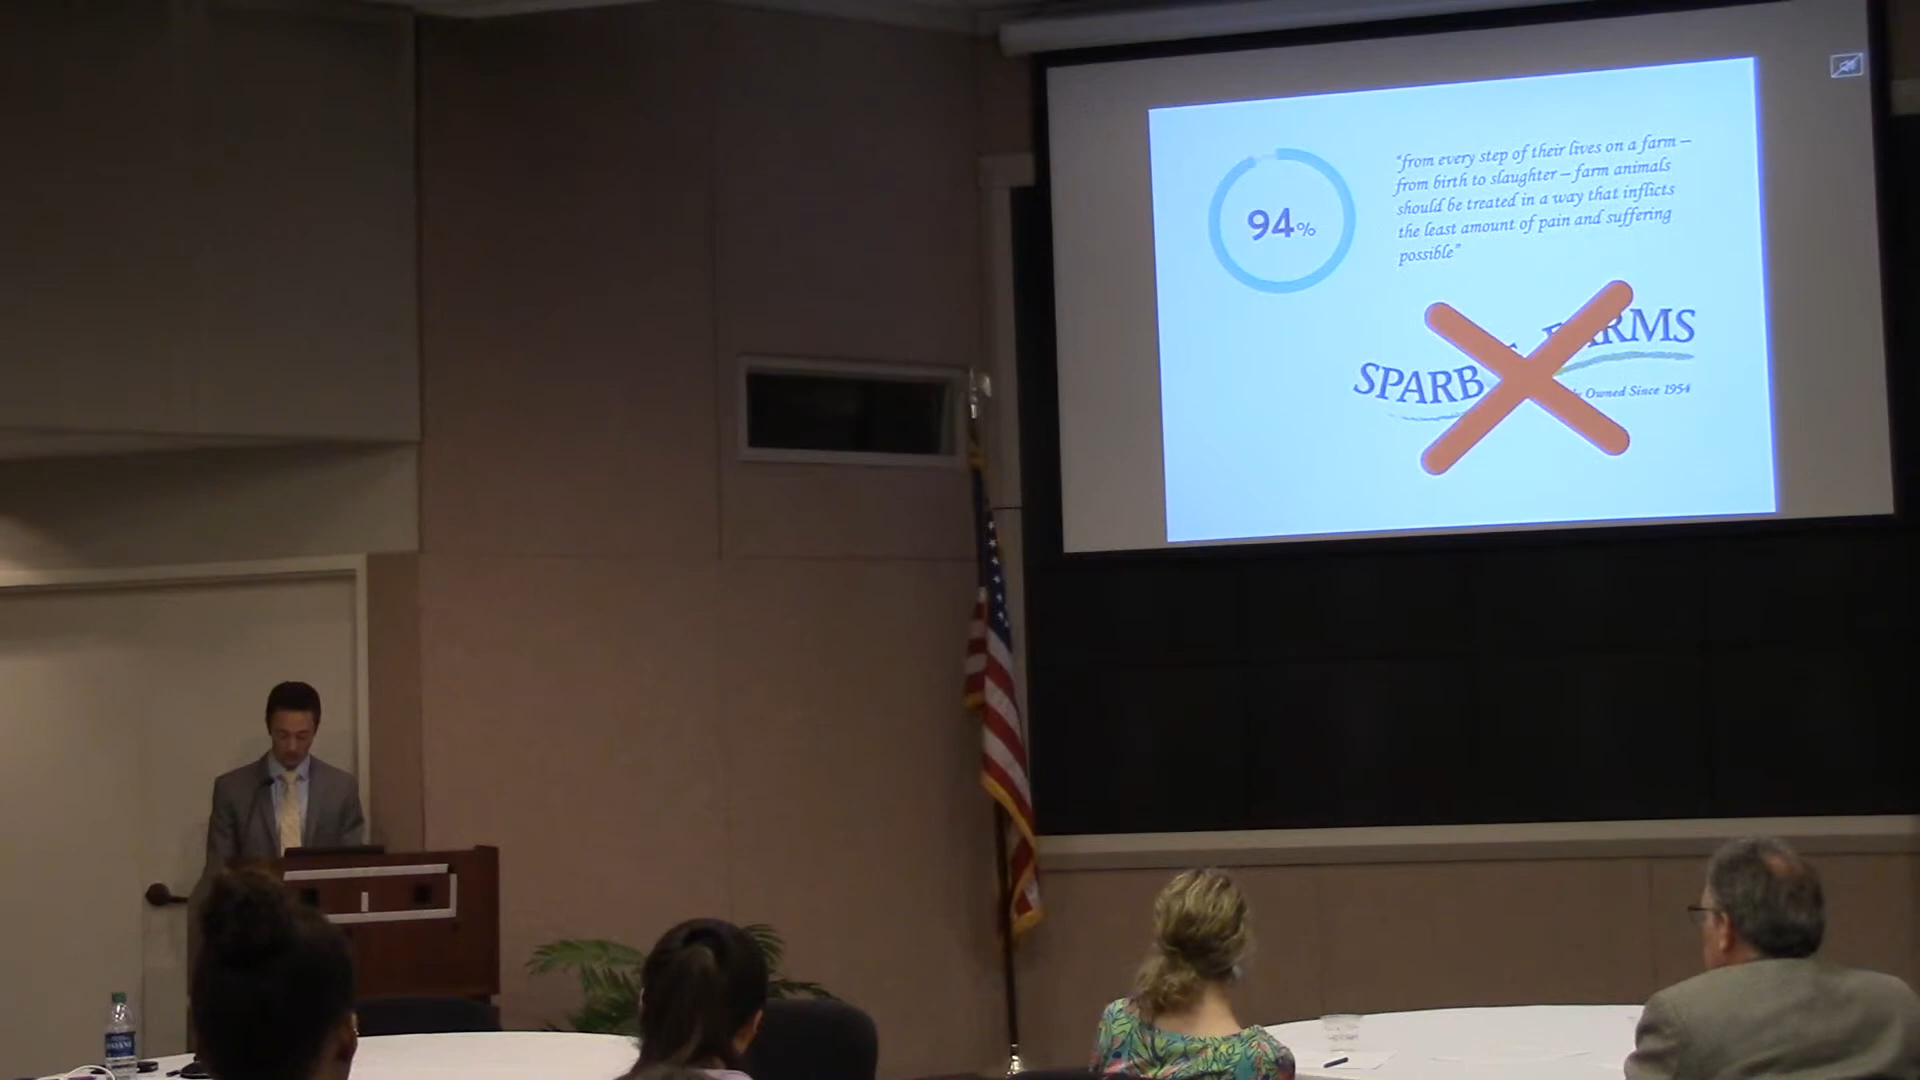 94%
"from every step of their lives on a farm –
from birth to slaughter – farm animals
should be treated in a way that inflicts
the least amount of pain and suffering
possible"
SPARB FARMS
Owned Since 1954